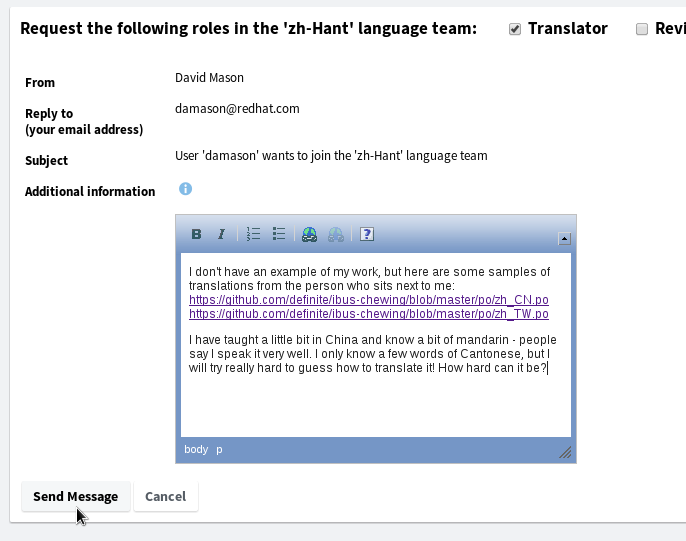 Request the following roles in the 'zh-Hant' language team: Translator Revi
From David Mason
Reply to damason@redhat.com
(your email address)
Subject User 'damason' wants to join the 'zh-Hant' language team
Additional information
B I
I don't have an example of my work, but here are some samples of
translations from the person who sits next to me:
https://github.com/definite/ibus-chewing/blob/master/po/zh_CN.po
https://github.com/definite/ibus-chewing/blob/master/po/zh_TW.po
I have taught a little bit in China and know a bit of mandarin - people
say I speak it very well. I only know a few words of Cantonese, but I
will try really hard to guess how to translate it! How hard can it be?
body p
Send Message Cancel